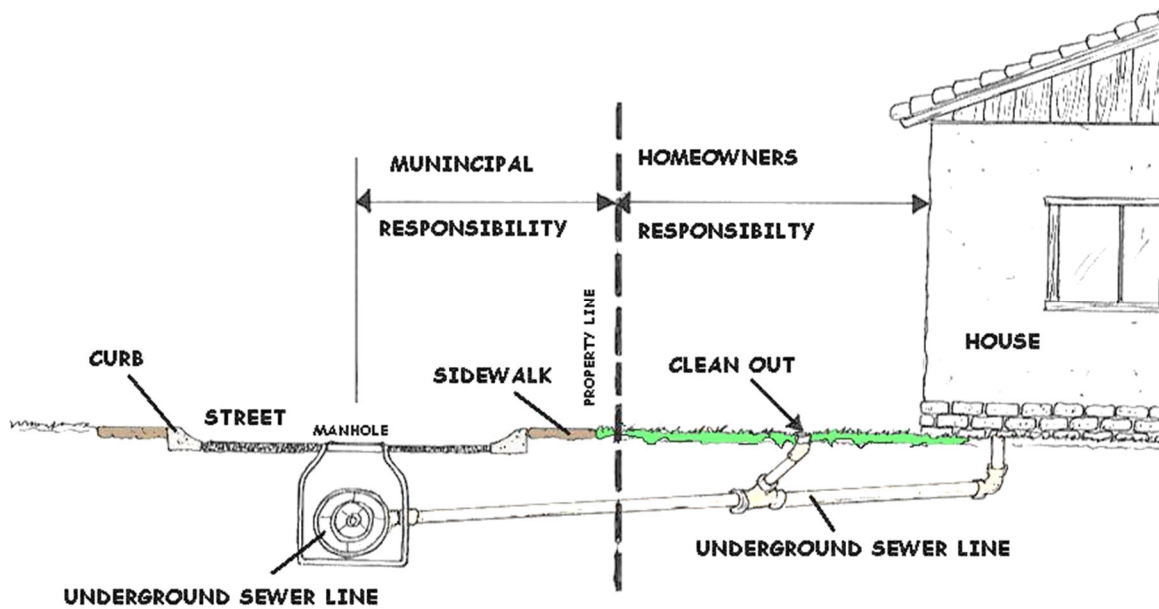 MUNINCIPAL
RESPONSIBILITY
HOMEOWNERS
RESPONSIBILTY
PROPERTY LINE
CURB
STREET
MANHOLE
SIDEWALK
CLEAN OUT
HOUSE
UNDERGROUND SEWER LINE
UNDERGROUND SEWER LINE